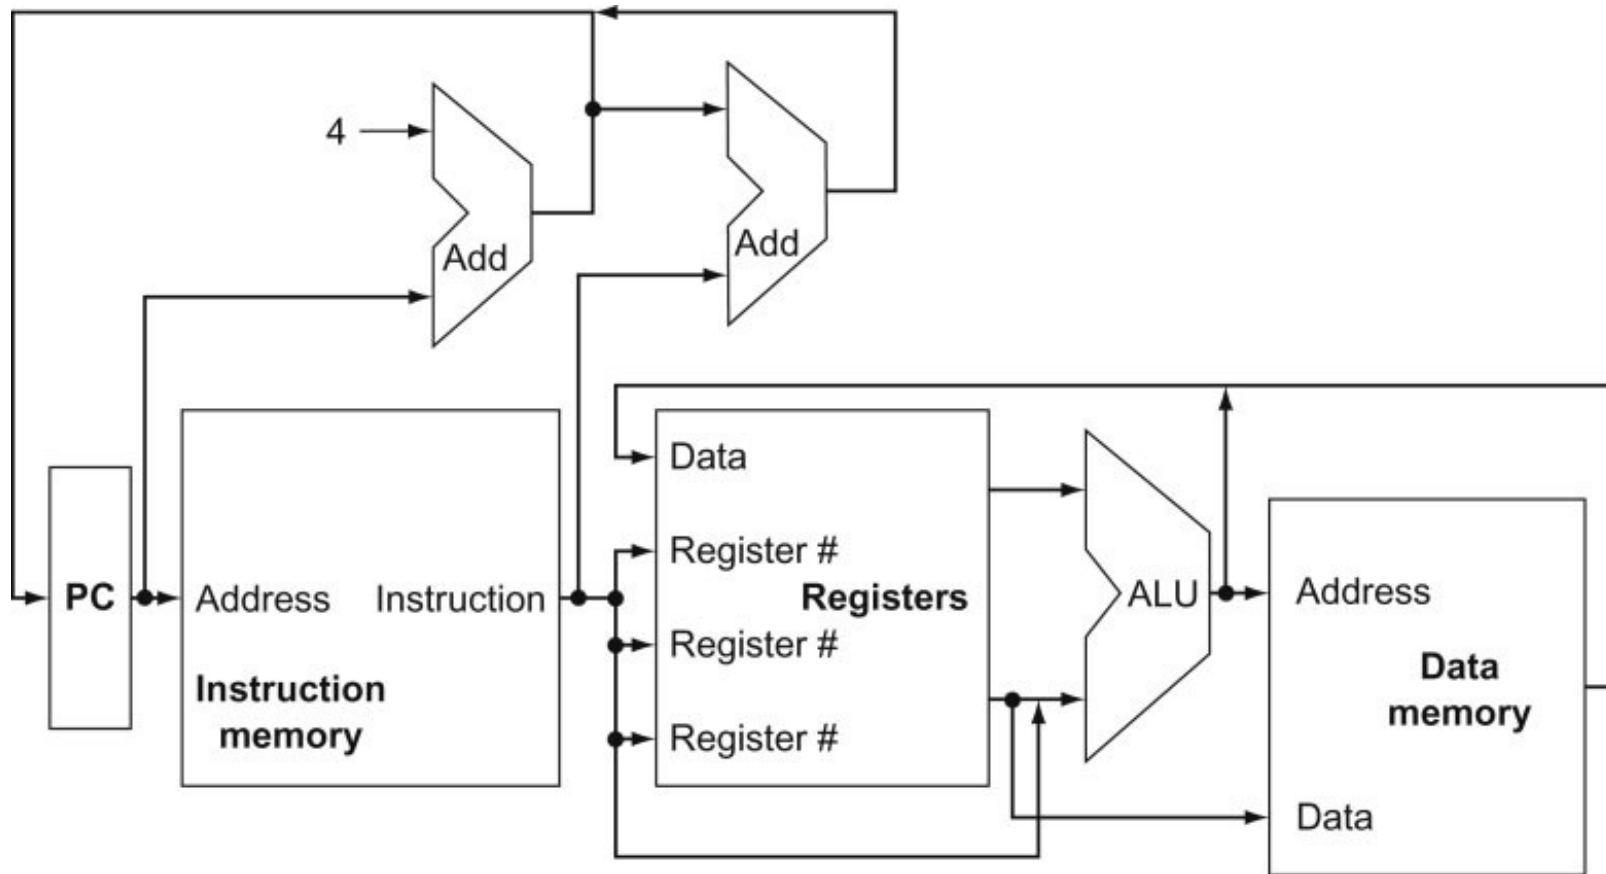 4
Add
Add
PC
Address
Instruction
Instruction
memory
Data
Register #
Registers
Register #
Register #
ALU
Address
Data
memory
Data